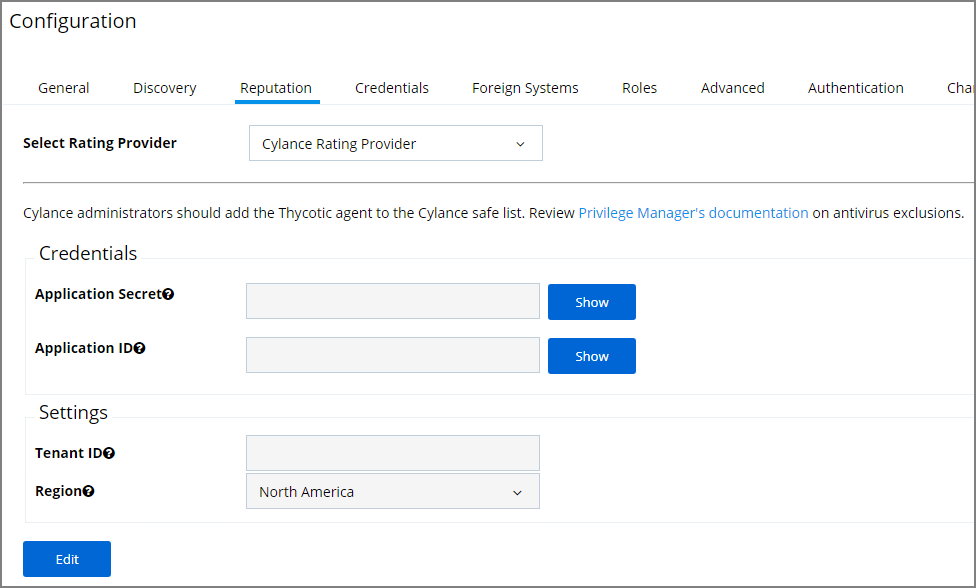 Configuration
General Discovery Reputation Credentials Foreign Systems Roles Advanced Authentication
Select Rating Provider Cylance Rating Provider
Cylance administrators should add the Thycotic agent to the Cylance safe list. Review Privilege Manager's documentation on antivirus exclusions.
Credentials
Application Secret? Show
Application ID? Show
Settings
Tenant ID?
Region? North America
Edit